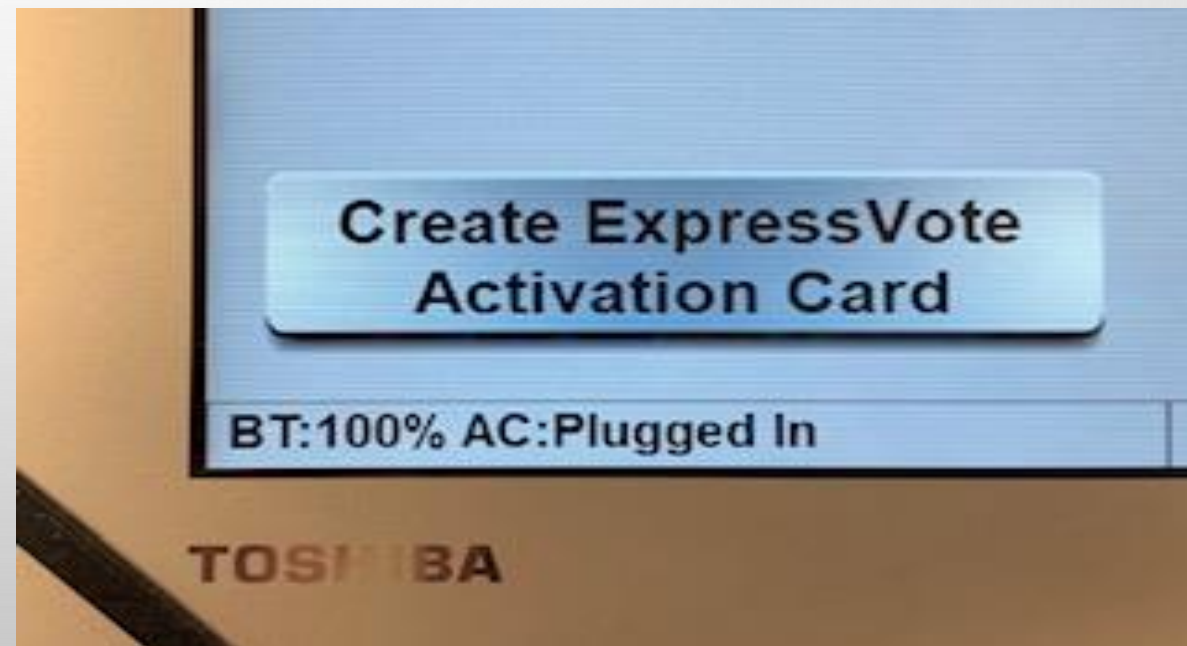 Create ExpressVote
Activation Card
BT:100% AC:Plugged In
TOSHIBA